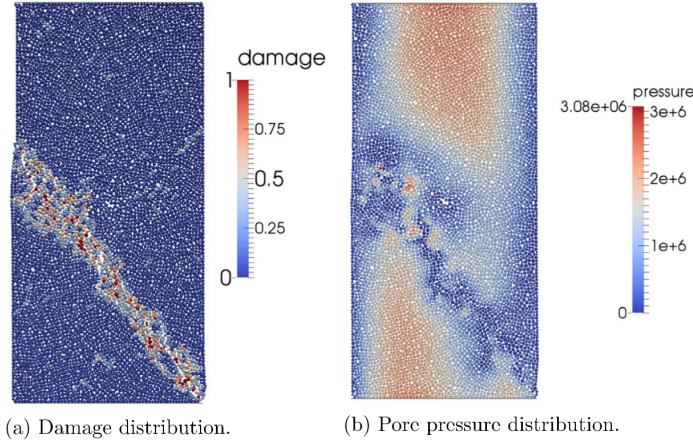 damage
1
0.75
0.5
0.25
0
pressure
3.08e+06
3e+6
2e+6
1e+6
0
(a) Damage distribution.
(b) Pore pressure distribution.